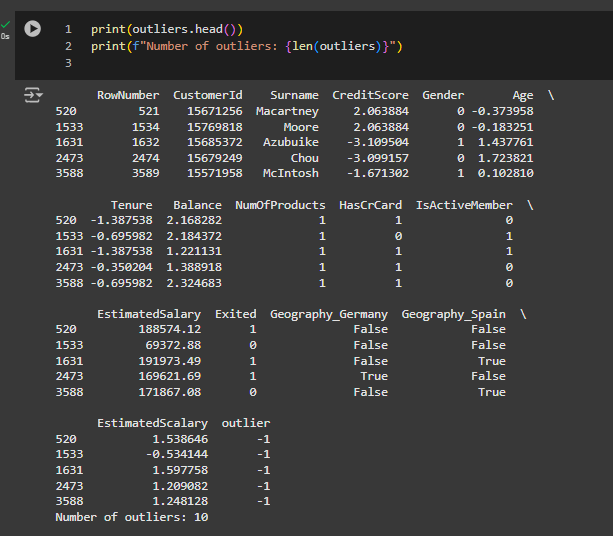 0s
1 print(outliers.head())
2 print(f"Number of outliers: {len(outliers)}")
3
RowNumber CustomerId Surname CreditScore Gender Age \
520 521 15671256 Macartney 2.063884 0 -0.373958
1533 1534 15769818 Moore 2.063884 0 -0.183251
1631 1632 15685372 Azubuike -3.109504 1 1.437761
2473 2474 15679249 Chou -3.099157 0 1.723821
3588 3589 15571958 McIntosh -1.671302 1 0.102810
Tenure Balance NumOfProducts HasCrCard IsActiveMember \
520 -1.387538 2.168282 1 1 0
1533 -0.695982 2.184372 1 0 1
1631 -1.387538 1.221131 1 1 1
2473 -0.350204 1.388918 1 1 0
3588 -0.695982 2.324683 1 1 0
EstimatedSalary Exited Geography_Germany Geography_Spain \
520 188574.12 1 False False
1533 69372.88 0 False False
1631 191973.49 1 False True
2473 169621.69 1 True False
3588 171867.08 0 False True
EstimatedScalary outlier
520 1.538646 -1
1533 -0.534144 -1
1631 1.597758 -1
2473 1.209082 -1
3588 1.248128 -1
Number of outliers: 10